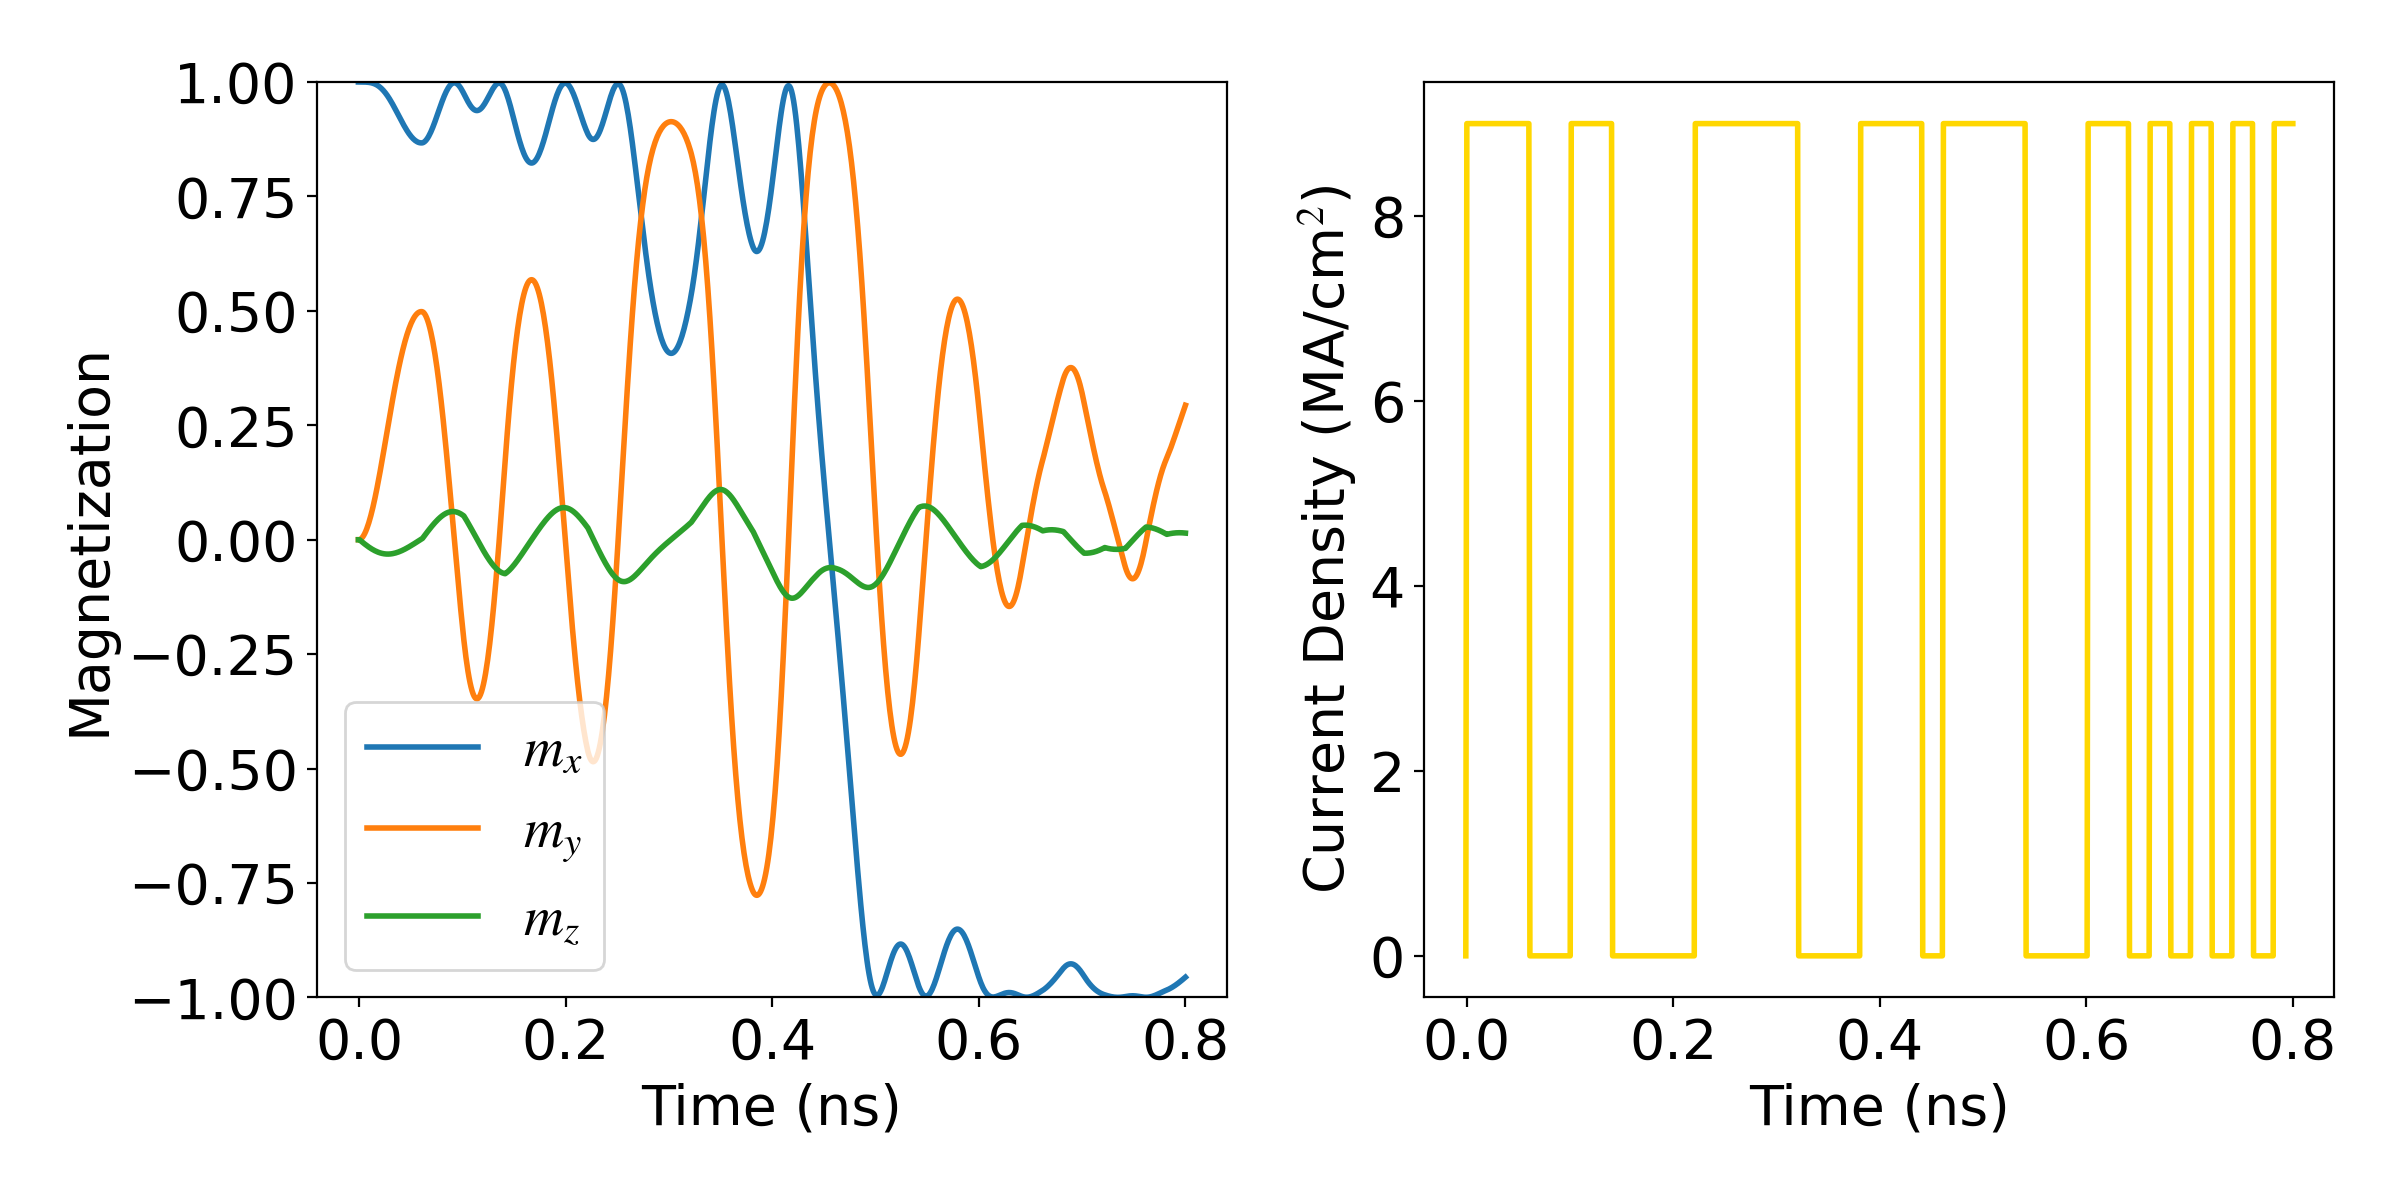 1.00
0.75
0.50
0.25
0.00
−0.25
−0.50
−0.75
−1.00
Magnetization
m_x
m_y
m_z
0.0 0.2 0.4 0.6 0.8
Time (ns)
8
6
4
2
0
Current Density (MA/cm²)
0.0 0.2 0.4 0.6 0.8
Time (ns)